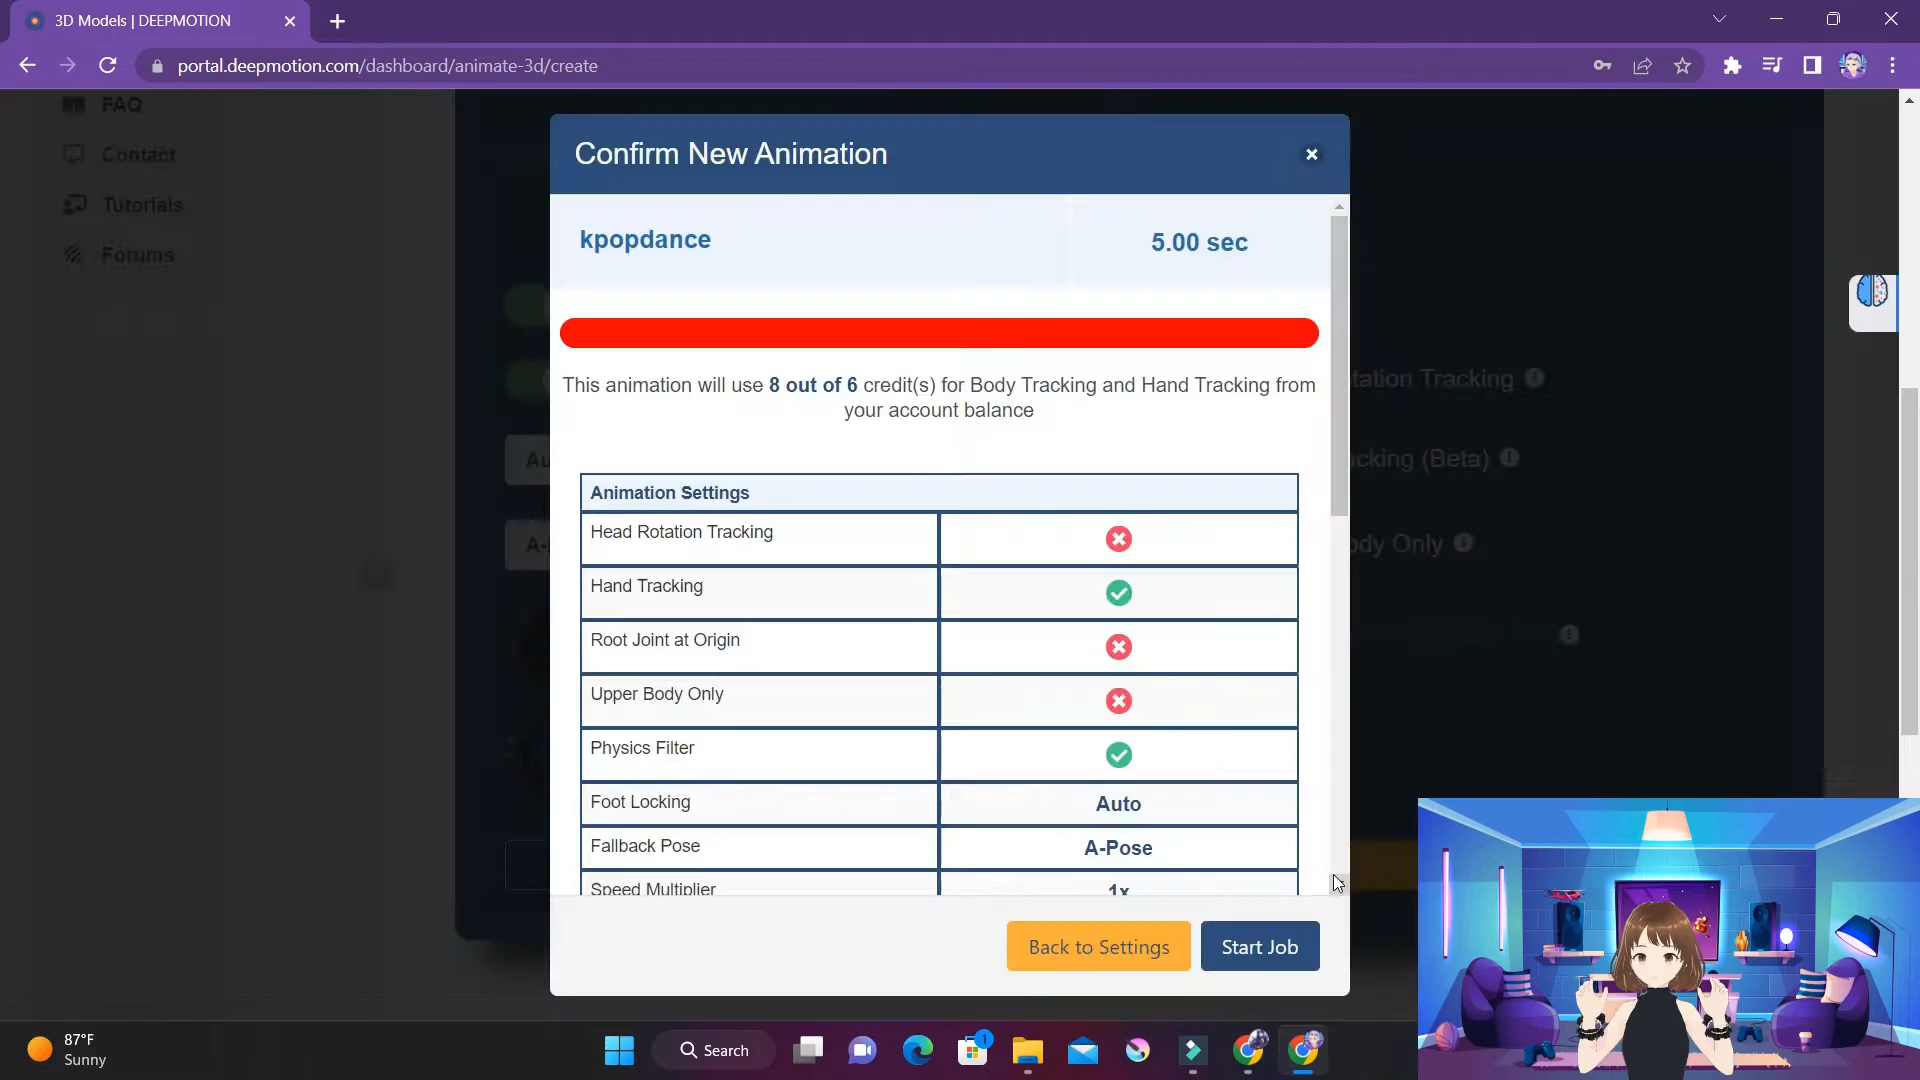 3D Models | DEEPMOTION
portal.deepmotion.com/dashboard/animate-3d/create
FAQ
Contact
Tutorials
Forums
Confirm New Animation
kpopdance
5.00 sec
This animation will use 8 out of 6 credit(s) for Body Tracking and Hand Tracking from
your account balance
Animation Settings
Head Rotation Tracking
Hand Tracking
Root Joint at Origin
Upper Body Only
Physics Filter
Foot Locking
Auto
Fallback Pose
A-Pose
Speed Multiplier
1x
Back to Settings
Start Job
Tracking
(Beta)
Only
87°F
Sunny
Search
1